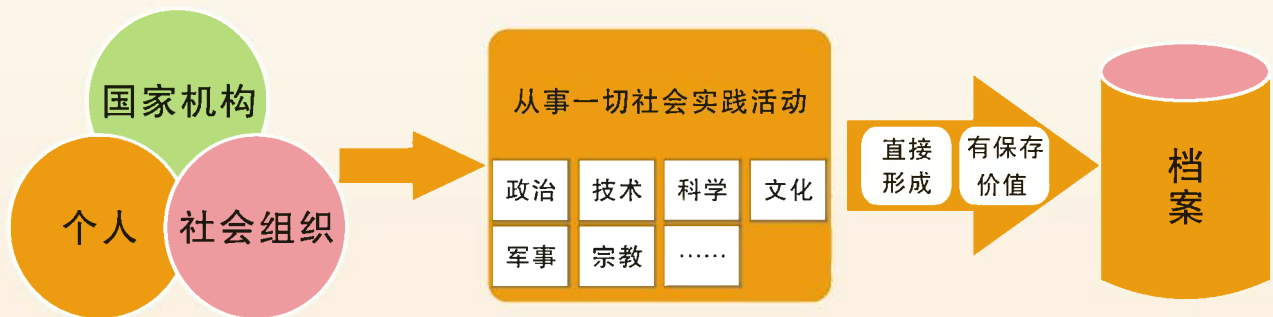 国家机构
个人
社会组织
从事一切社会实践活动
政治
技术
科学
文化
军事
宗教
……
直接
形成
有保存
价值
档
案